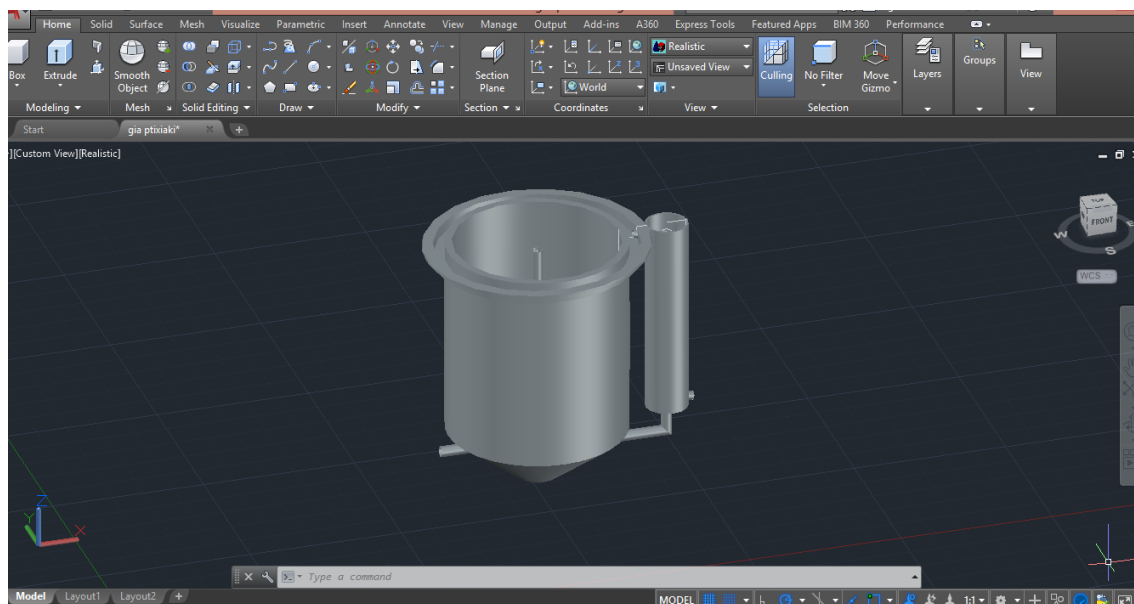 Home Solid Surface Mesh Visualize Parametric Insert Annotate View Manage Output Add-ins A360 Express Tools Featured Apps BIM 360 Performance
Realistic
Unsaved View
World
Box Extrude Smooth Object Section Plane Culling No Filter Move Gizmo Layers Groups View
Modeling Mesh Solid Editing Draw Modify Section Coordinates View Selection
Start gia ptixiaki* +
][Custom View][Realistic]
TOP
FRONT
W S E
WCS
Z
Y X
Type a command
Model Layout1 Layout2 +
MODEL 1:1